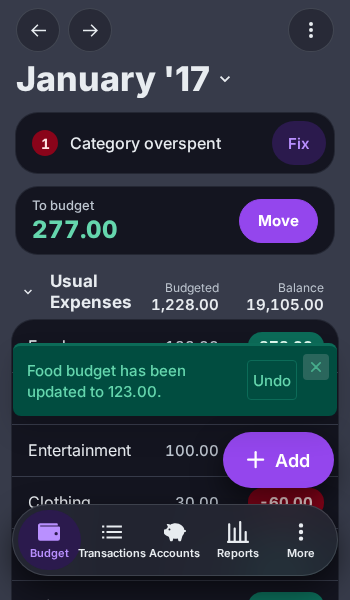 January '17
1 Category overspent Fix
To budget
277.00 Move
Usual
Expenses
Budgeted
1,228.00
Balance
19,105.00
Food budget has been
updated to 123.00.
Undo
Entertainment 100.00
+ Add
Clothing 30.00 -60.00
Budget Transactions Accounts Reports More